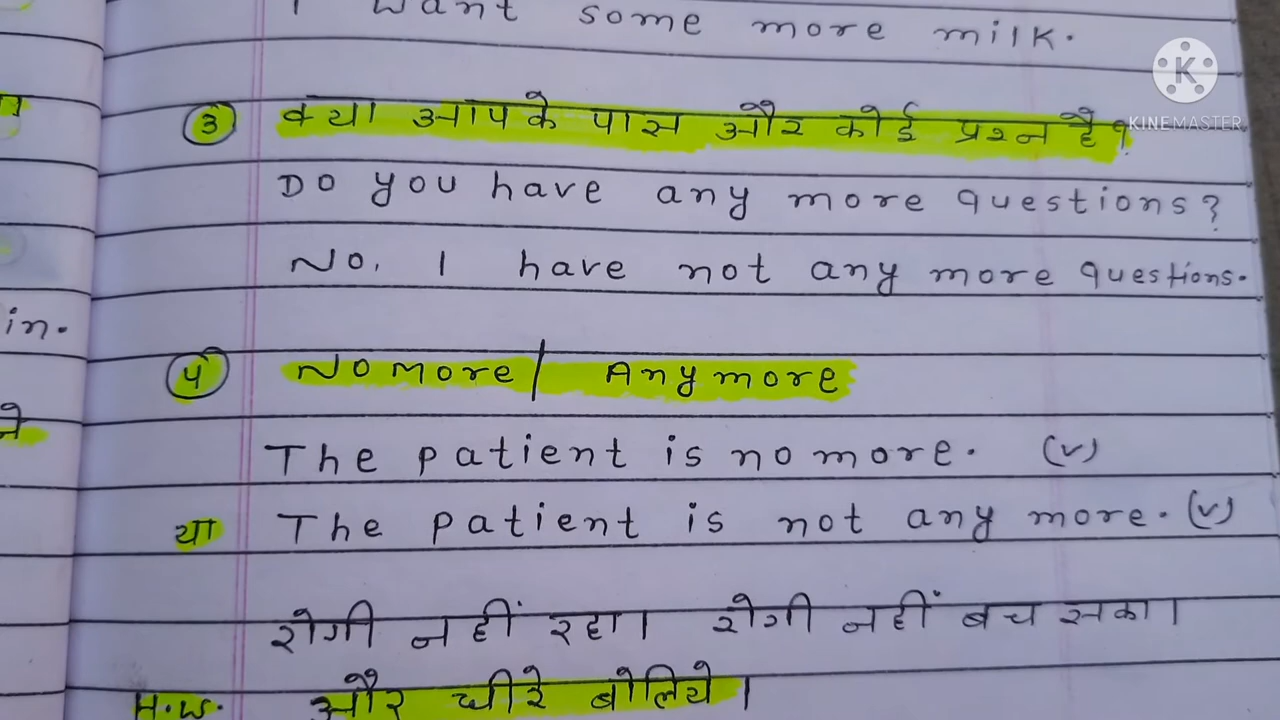 I want some more milk.
KINEMASTER
③ क्या आपके पास और कोई प्रश्न है?
Do you have any more questions?
No, I have not any more questions.
in.
५ No more / Any more
The patient is no more. (✓)
ने
या The patient is not any more. (✓)
रोगी नहीं रहा। रोगी नहीं बच सका।
H.W. और धीरे बोलिये।